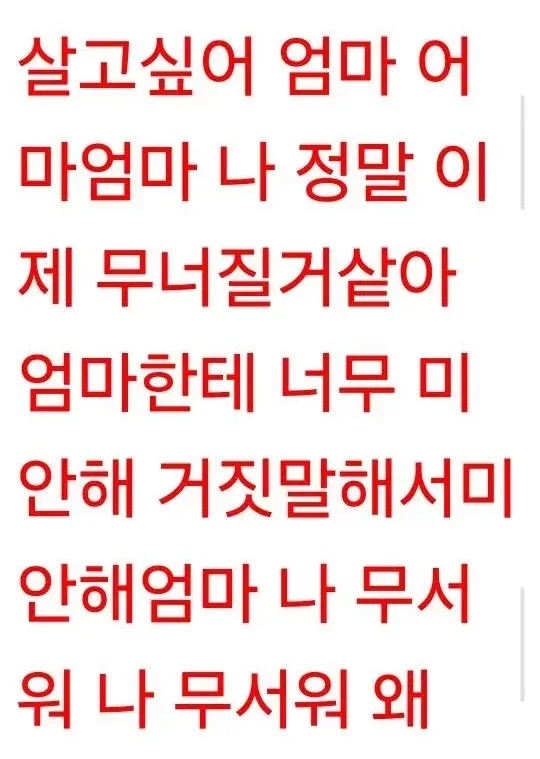 살고싶어 엄마 어
마엄마 나 정말 이
제 무너질거샅아
엄마한테 너무 미
안해 거짓말해서미
안해엄마 나 무서
워 나 무서워 왜